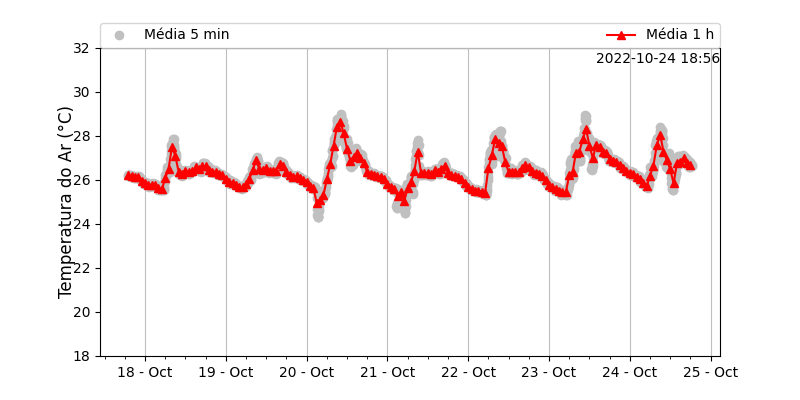 Média 5 min
Média 1 h
2022-10-24 18:56
Temperatura do Ar (°C)
32
30
28
26
24
22
20
18
18 - Oct
19 - Oct
20 - Oct
21 - Oct
22 - Oct
23 - Oct
24 - Oct
25 - Oct